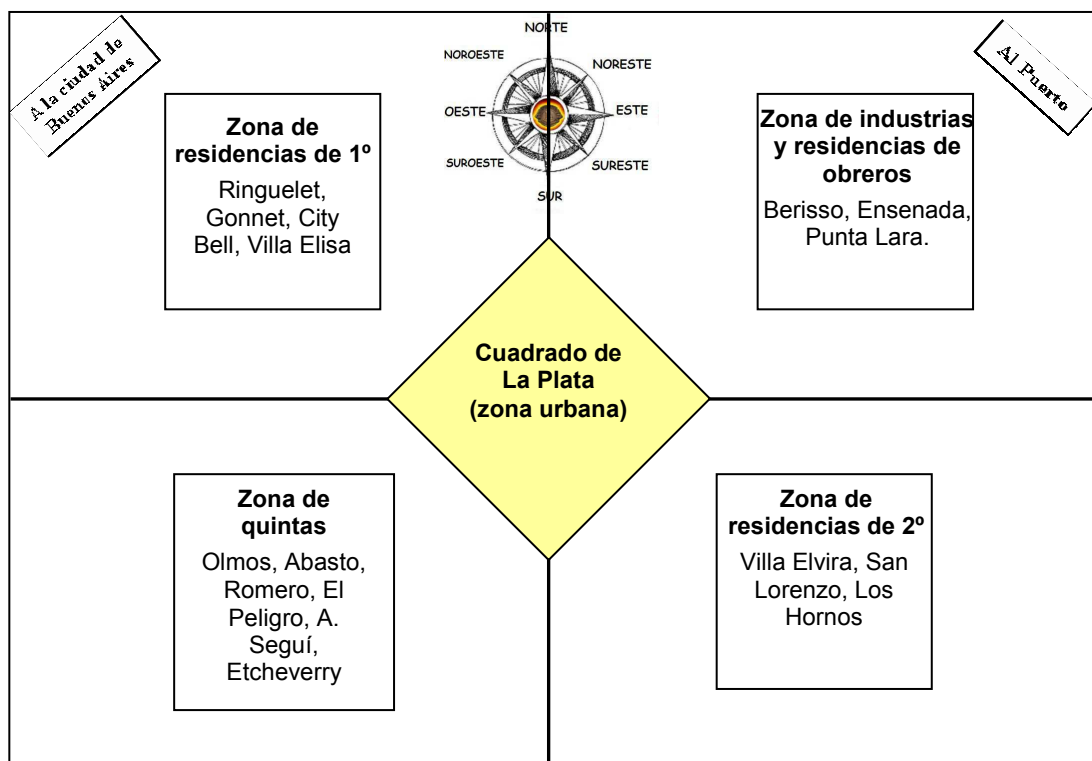 A la ciudad de
Buenos Aires
NORTE
NOROESTE
NORESTE
OESTE
ESTE
SUROESTE
SURESTE
SUR
Al Puerto
Zona de
residencias de 1º
Ringuelet,
Gonnet, City
Bell, Villa Elisa
Zona de industrias
y residencias de
obreros
Berisso, Ensenada,
Punta Lara.
Cuadrado de
La Plata
(zona urbana)
Zona de
quintas
Olmos, Abasto,
Romero, El
Peligro, A.
Seguí,
Etcheverry
Zona de
residencias de 2º
Villa Elvira, San
Lorenzo, Los
Hornos